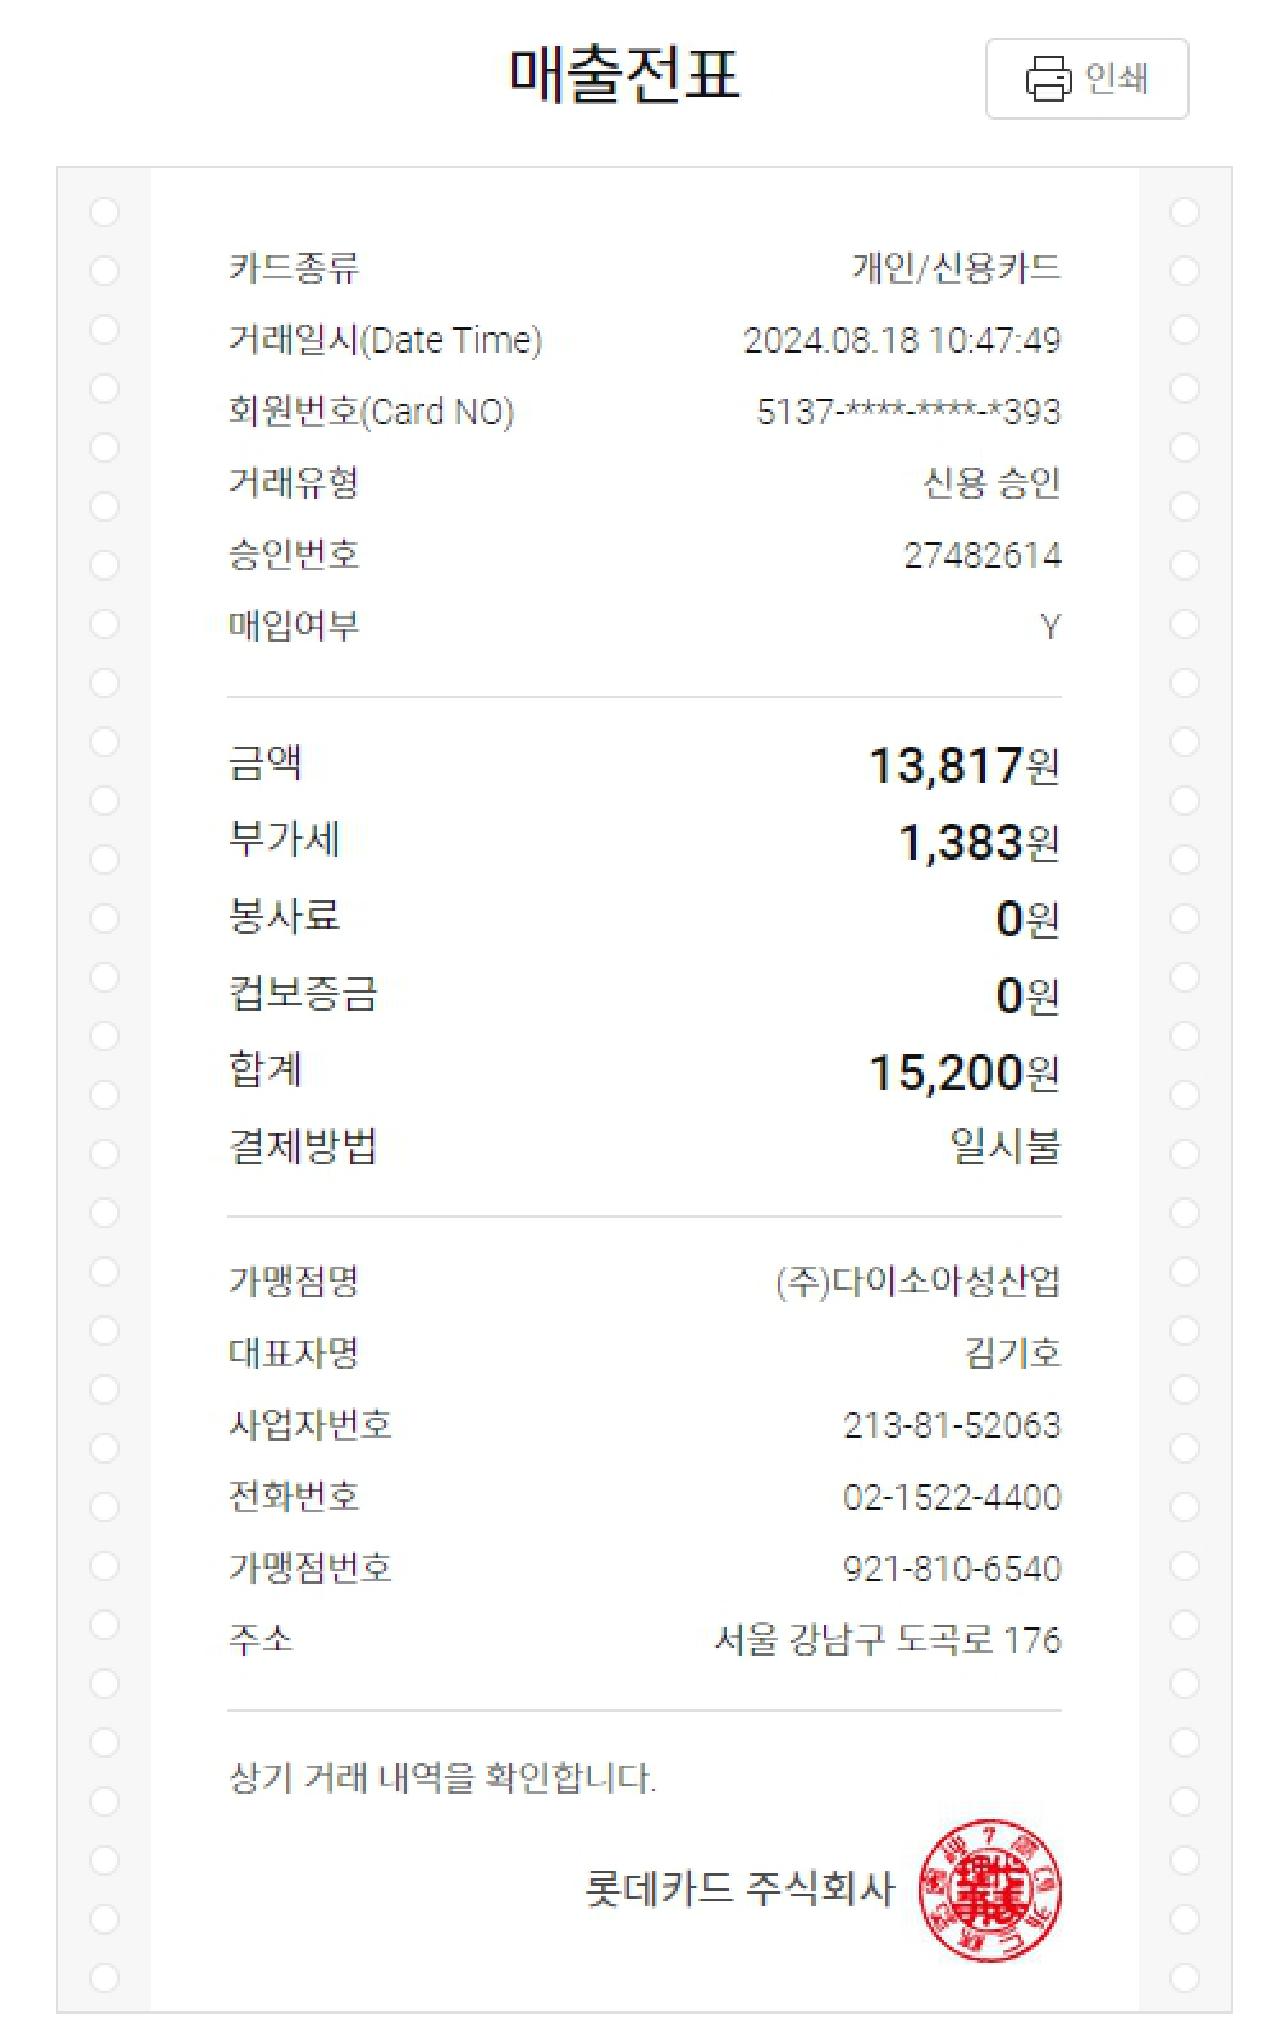 매출전표
인쇄
카드종류 개인/신용카드
거래일시(Date Time) 2024.08.18 10:47:49
회원번호(Card NO) 5137-****-****-*393
거래유형 신용 승인
승인번호 27482614
매입여부 Y
금액 13,817원
부가세 1,383원
봉사료 0원
컵보증금 0원
합계 15,200원
결제방법 일시불
가맹점명 (주)다이소아성산업
대표자명 김기호
사업자번호 213-81-52063
전화번호 02-1522-4400
가맹점번호 921-810-6540
주소 서울 강남구 도곡로 176
상기 거래 내역을 확인합니다.
롯데카드 주식회사